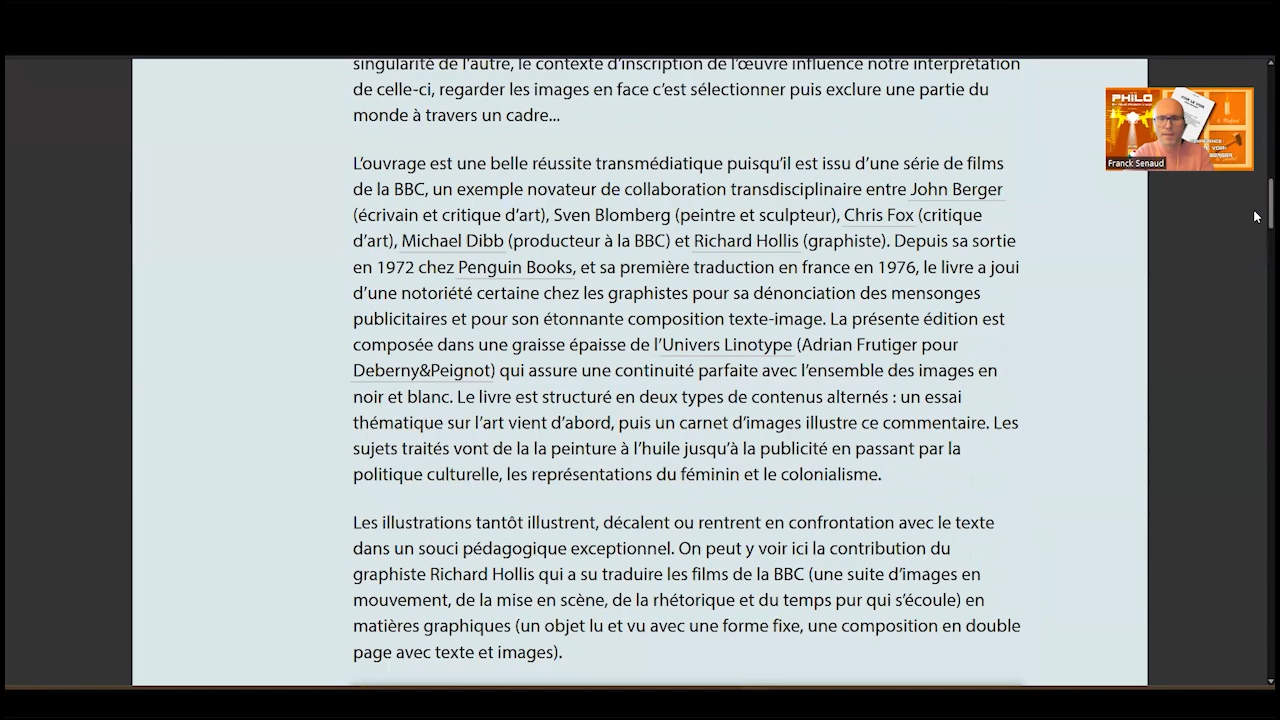 singularité de l’autre, le contexte d’inscription de l’œuvre influence notre interprétation
de celle-ci, regarder les images en face c’est sélectionner puis exclure une partie du
monde à travers un cadre...
L’ouvrage est une belle réussite transmédiatique puisqu’il est issu d’une série de films
de la BBC, un exemple novateur de collaboration transdisciplinaire entre John Berger
(écrivain et critique d’art), Sven Blomberg (peintre et sculpteur), Chris Fox (critique
d’art), Michael Dibb (producteur à la BBC) et Richard Hollis (graphiste). Depuis sa sortie
en 1972 chez Penguin Books, et sa première traduction en france en 1976, le livre a joui
d’une notoriété certaine chez les graphistes pour sa dénonciation des mensonges
publicitaires et pour son étonnante composition texte-image. La présente édition est
composée dans une graisse épaisse de l’Univers Linotype (Adrian Frutiger pour
Deberny&Peignot) qui assure une continuité parfaite avec l’ensemble des images en
noir et blanc. Le livre est structuré en deux types de contenus alternés : un essai
thématique sur l’art vient d’abord, puis un carnet d’images illustre ce commentaire. Les
sujets traités vont de la la peinture à l’huile jusqu’à la publicité en passant par la
politique culturelle, les représentations du féminin et le colonialisme.
Les illustrations tantôt illustrent, décalent ou rentrent en confrontation avec le texte
dans un souci pédagogique exceptionnel. On peut y voir ici la contribution du
graphiste Richard Hollis qui a su traduire les films de la BBC (une suite d’images en
mouvement, de la mise en scène, de la rhétorique et du temps pur qui s’écoule) en
matières graphiques (un objet lu et vu avec une forme fixe, une composition en double
page avec texte et images).
PHILO
VOIR LE VOIR
Franck Senaud